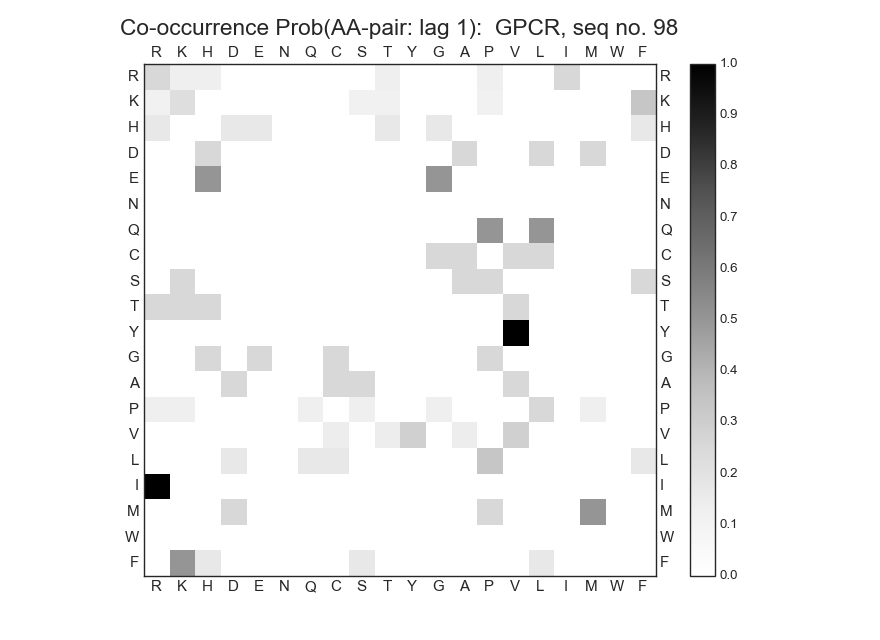 Co-occurrence Prob(AA-pair: lag 1):  GPCR, seq no. 98
R K H D E N Q C S T Y G A P V L I M W F
R R 1.0
K K 0.9
H H
D D 0.8
E E
N N 0.7
Q Q
C C 0.6
S S
T T 0.5
Y Y
G G 0.4
A A
P P 0.3
V V
L L 0.2
I I
M M 0.1
W W
F F 0.0
R K H D E N Q C S T Y G A P V L I M W F